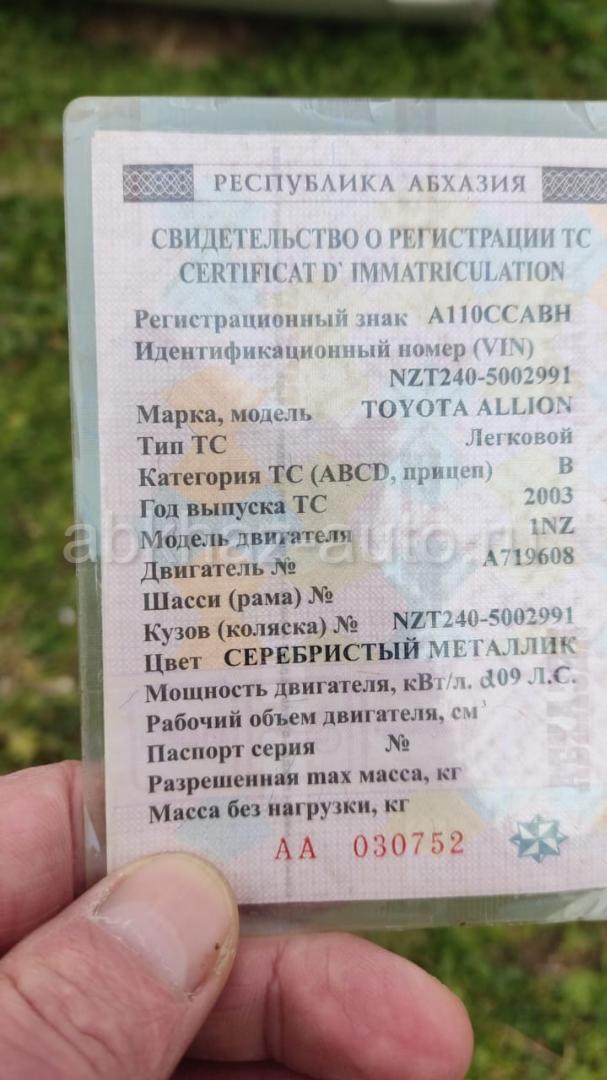 РЕСПУБЛИКА АБХАЗИЯ
СВИДЕТЕЛЬСТВО О РЕГИСТРАЦИИ ТС
CERTIFICAT D` IMMATRICULATION
Регистрационный знак А110ССАВН
Идентификационный номер (VIN)
NZT240-5002991
Марка, модель TOYOTA ALLION
Тип ТС Легковой
Категория ТС (ABCD, прицеп) B
Год выпуска ТС 2003
Модель двигателя 1NZ
abkhaz-auto.ru
Двигатель № A719608
Шасси (рама) №
Кузов (коляска) № NZT240-5002991
Цвет СЕРЕБРИСТЫЙ МЕТАЛЛИК
Мощность двигателя, кВт/л. с109 Л.С.
Рабочий объем двигателя, см³
Паспорт серия №
Разрешенная max масса, кг
Масса без нагрузки, кг
АА 030752